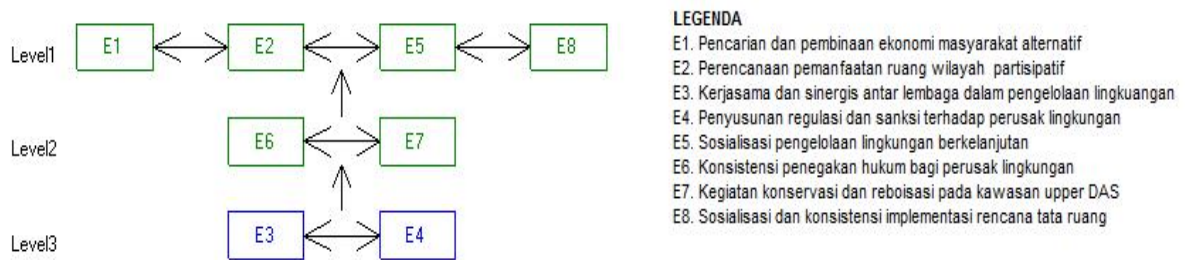 Level1
E1
E2
E5
E8
Level2
E6
E7
Level3
E3
E4
LEGENDA
E1. Pencarian dan pembinaan ekonomi masyarakat alternatif
E2. Perencanaan pemanfaatan ruang wilayah partisipatif
E3. Kerjasama dan sinergis antar lembaga dalam pengelolaan lingkuangan
E4. Penyusunan regulasi dan sanksi terhadap perusak lingkungan
E5. Sosialisasi pengelolaan lingkungan berkelanjutan
E6. Konsistensi penegakan hukum bagi perusak lingkungan
E7. Kegiatan konservasi dan reboisasi pada kawasan upper DAS
E8. Sosialisasi dan konsistensi implementasi rencana tata ruang